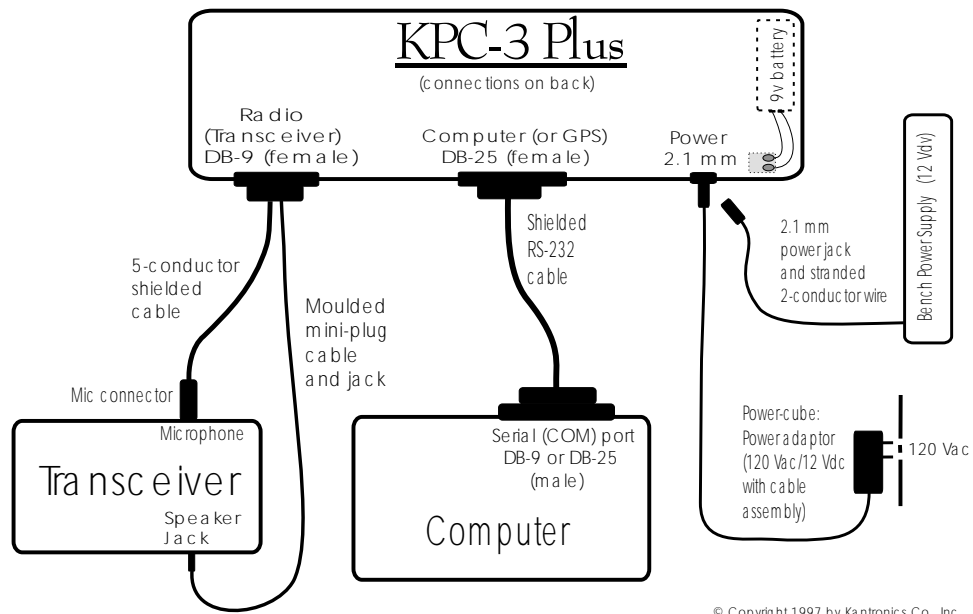 KPC-3 Plus
(connections on back)
9v battery
Radio
(Transceiver)
DB-9 (female)
Computer (or GPS)
DB-25 (female)
Power
2.1 mm
Bench Power Supply (12 Vdv)
5-conductor
shielded
cable
Moulded
mini-plug
cable
and jack
Shielded
RS-232
cable
2.1 mm
power jack
and stranded
2-conductor wire
Mic connector
Microphone
Transceiver
Speaker
Jack
Serial (COM) port
DB-9 or DB-25
(male)
Computer
Power-cube:
Power adaptor
(120 Vac/12 Vdc
with cable
assembly)
120 Vac
© Copyright 1997 by Kantronics Co., Inc.